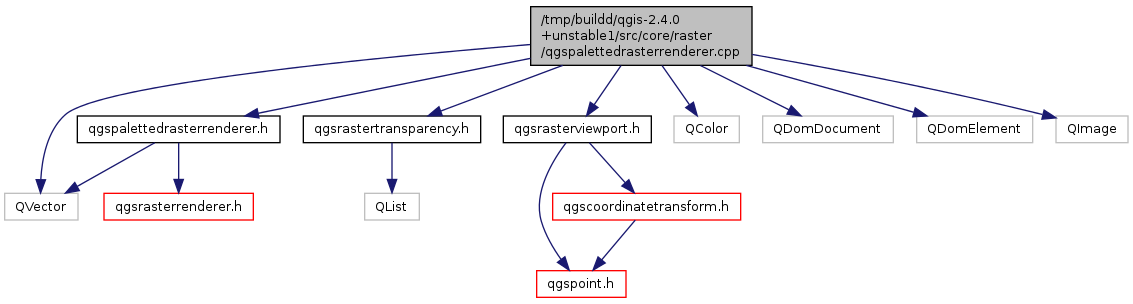 /tmp/buildd/qgis-2.4.0
+unstable1/src/core/raster
/qgspalettedrasterrenderer.cpp
qgspalettedrasterrenderer.h
qgsrastertransparency.h
qgsrasterviewport.h
QColor
QDomDocument
QDomElement
QImage
QVector
qgsrasterrenderer.h
QList
qgscoordinatetransform.h
qgspoint.h